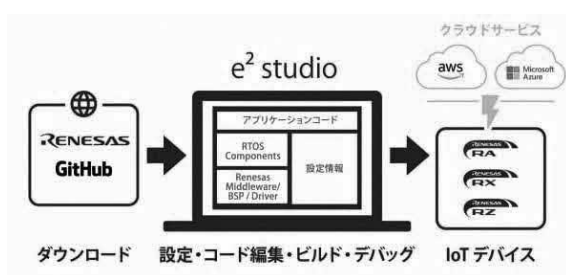 クラウドサービス
aws
Microsoft
Azure
e² studio
RENESAS
GitHub
アプリケーションコード
RTOS
Components
設定情報
Renesas
Middleware/
BSP / Driver
RENESAS
RA
RENESAS
RX
RENESAS
RZ
ダウンロード
設定・コード編集・ビルド・デバッグ
IoT デバイス